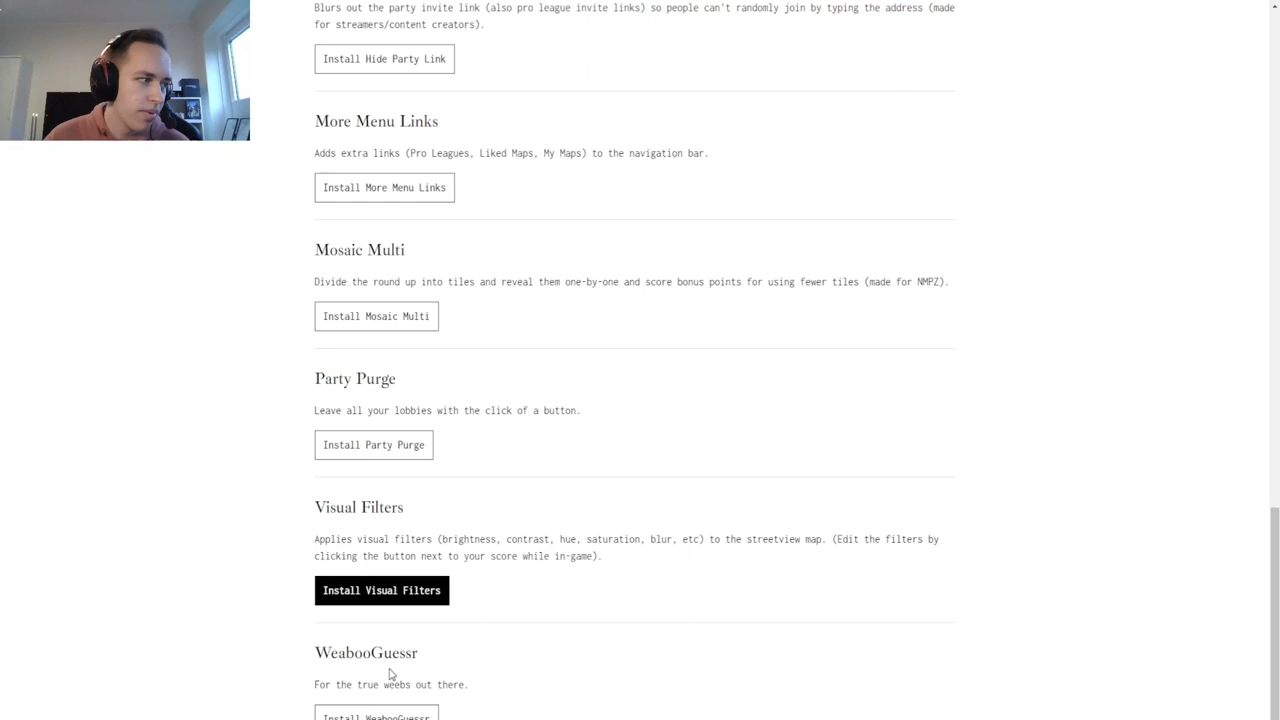 Blurs out the party invite link (also pro league invite links) so people can't randomly join by typing the address (made
for streamers/content creators).
Install Hide Party Link
More Menu Links
Adds extra links (Pro Leagues, Liked Maps, My Maps) to the navigation bar.
Install More Menu Links
Mosaic Multi
Divide the round up into tiles and reveal them one-by-one and score bonus points for using fewer tiles (made for NMPZ).
Install Mosaic Multi
Party Purge
Leave all your lobbies with the click of a button.
Install Party Purge
Visual Filters
Applies visual filters (brightness, contrast, hue, saturation, blur, etc) to the streetview map. (Edit the filters by
clicking the button next to your score while in-game).
Install Visual Filters
WeabooGuessr
For the true weebs out there.
Install WeabooGuessr